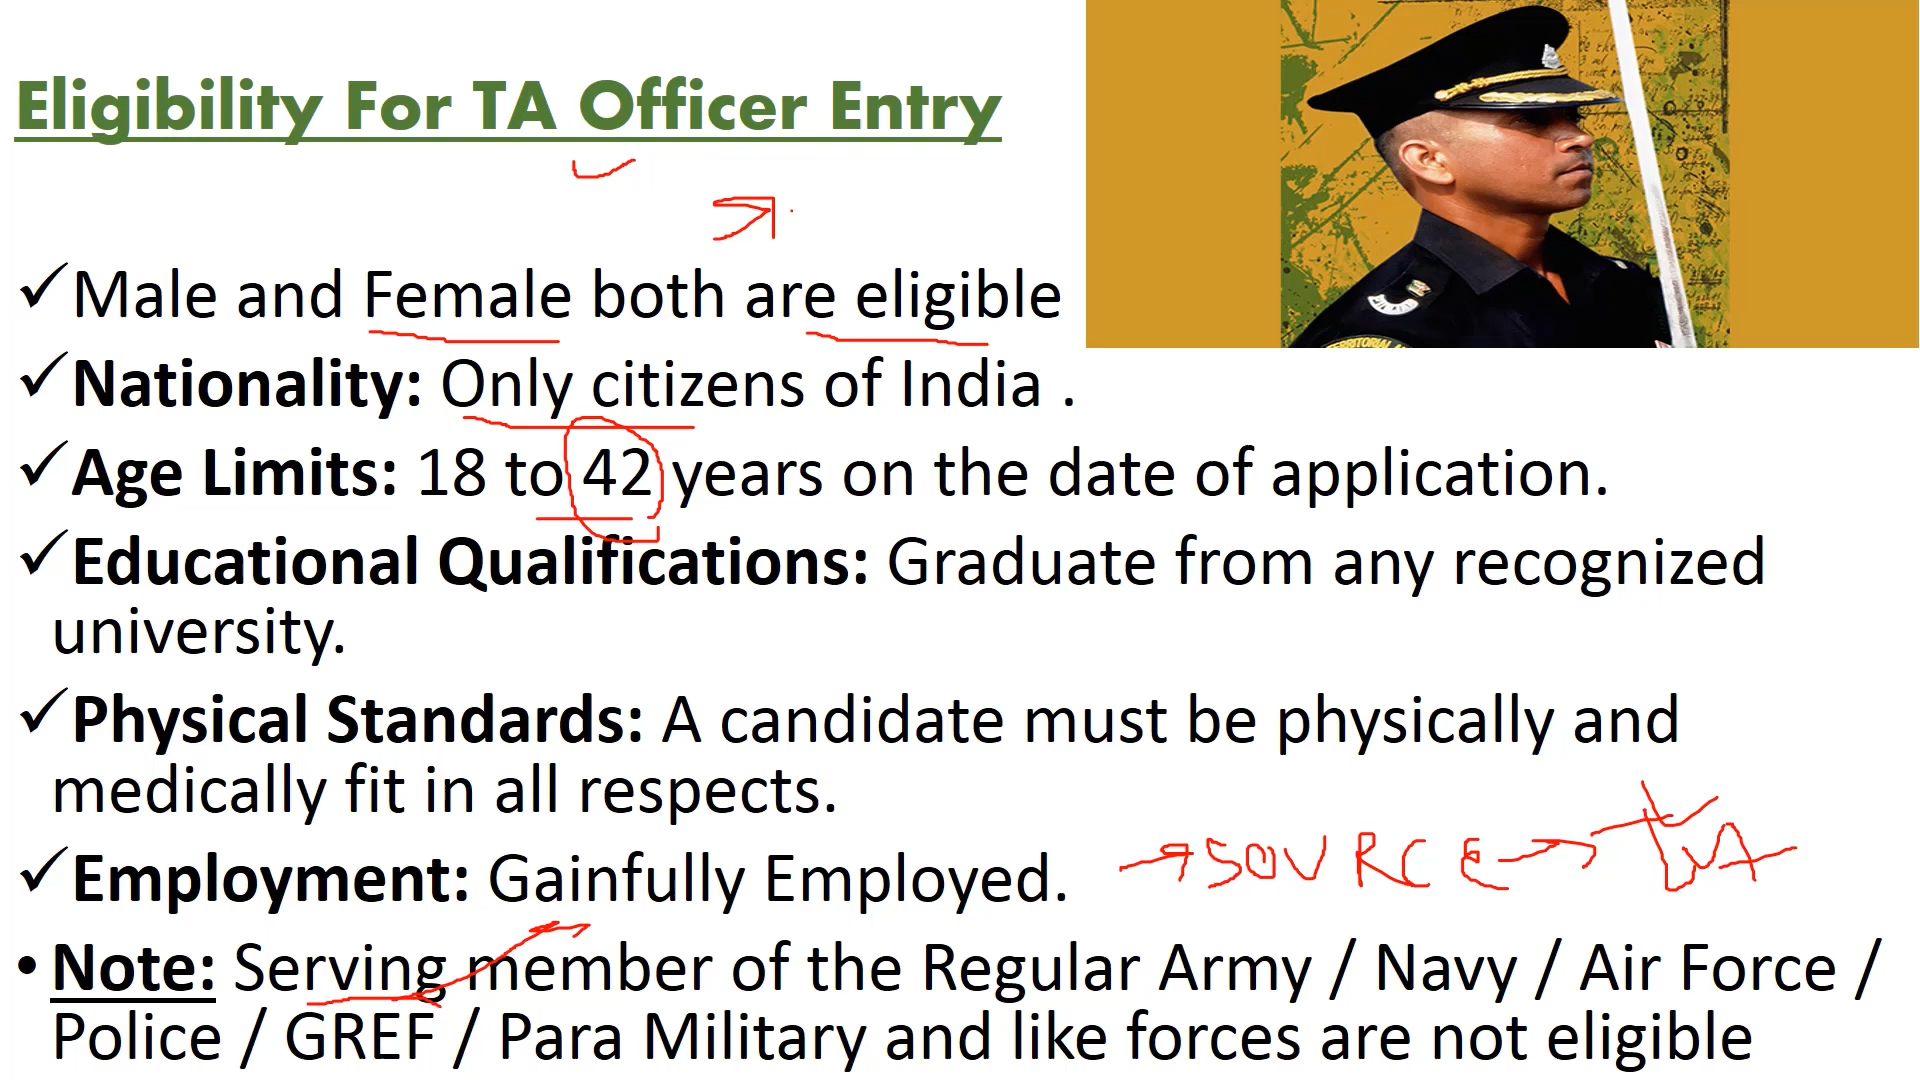 Eligibility For TA Officer Entry
✓Male and Female both are eligible
✓Nationality: Only citizens of India .
✓Age Limits: 18 to 42 years on the date of application.
✓Educational Qualifications: Graduate from any recognized
university.
✓Physical Standards: A candidate must be physically and
medically fit in all respects.
✓Employment: Gainfully Employed. →SOURCE→
• Note: Serving member of the Regular Army / Navy / Air Force /
Police / GREF / Para Military and like forces are not eligible